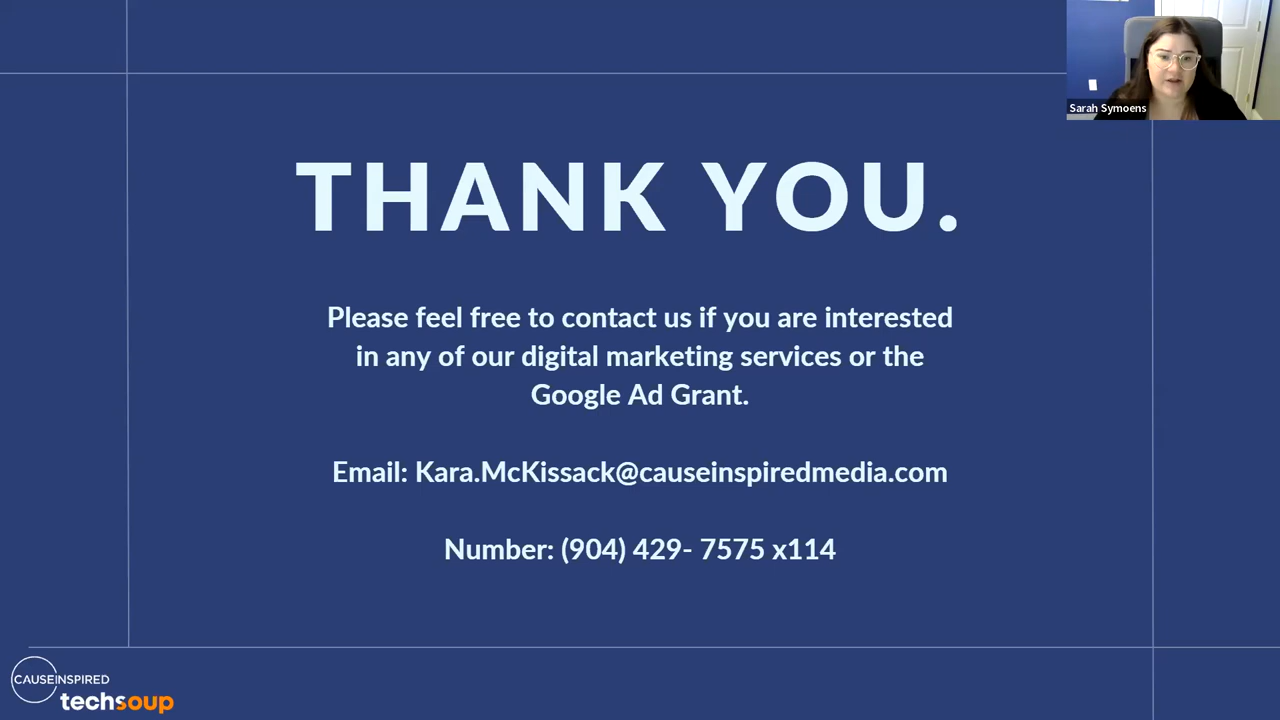 Sarah Symoens
THANK YOU.
Please feel free to contact us if you are interested
in any of our digital marketing services or the
Google Ad Grant.
Email: Kara.McKissack@causeinspiredmedia.com
Number: (904) 429- 7575 x114
CAUSEINSPIRED
techsoup